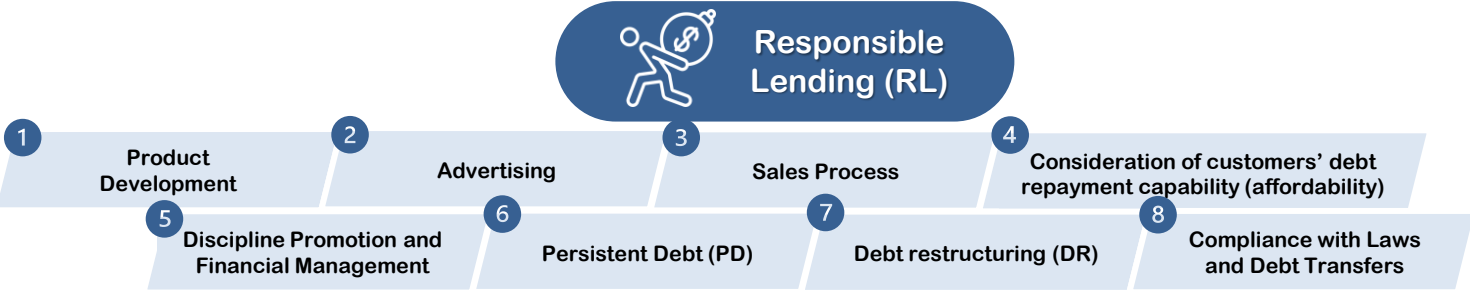 $
Responsible
Lending (RL)
1
Product
Development
2
Advertising
3
Sales Process
4
Consideration of customers’ debt
repayment capability (affordability)
5
Discipline Promotion and
Financial Management
6
Persistent Debt (PD)
7
Debt restructuring (DR)
8
Compliance with Laws
and Debt Transfers